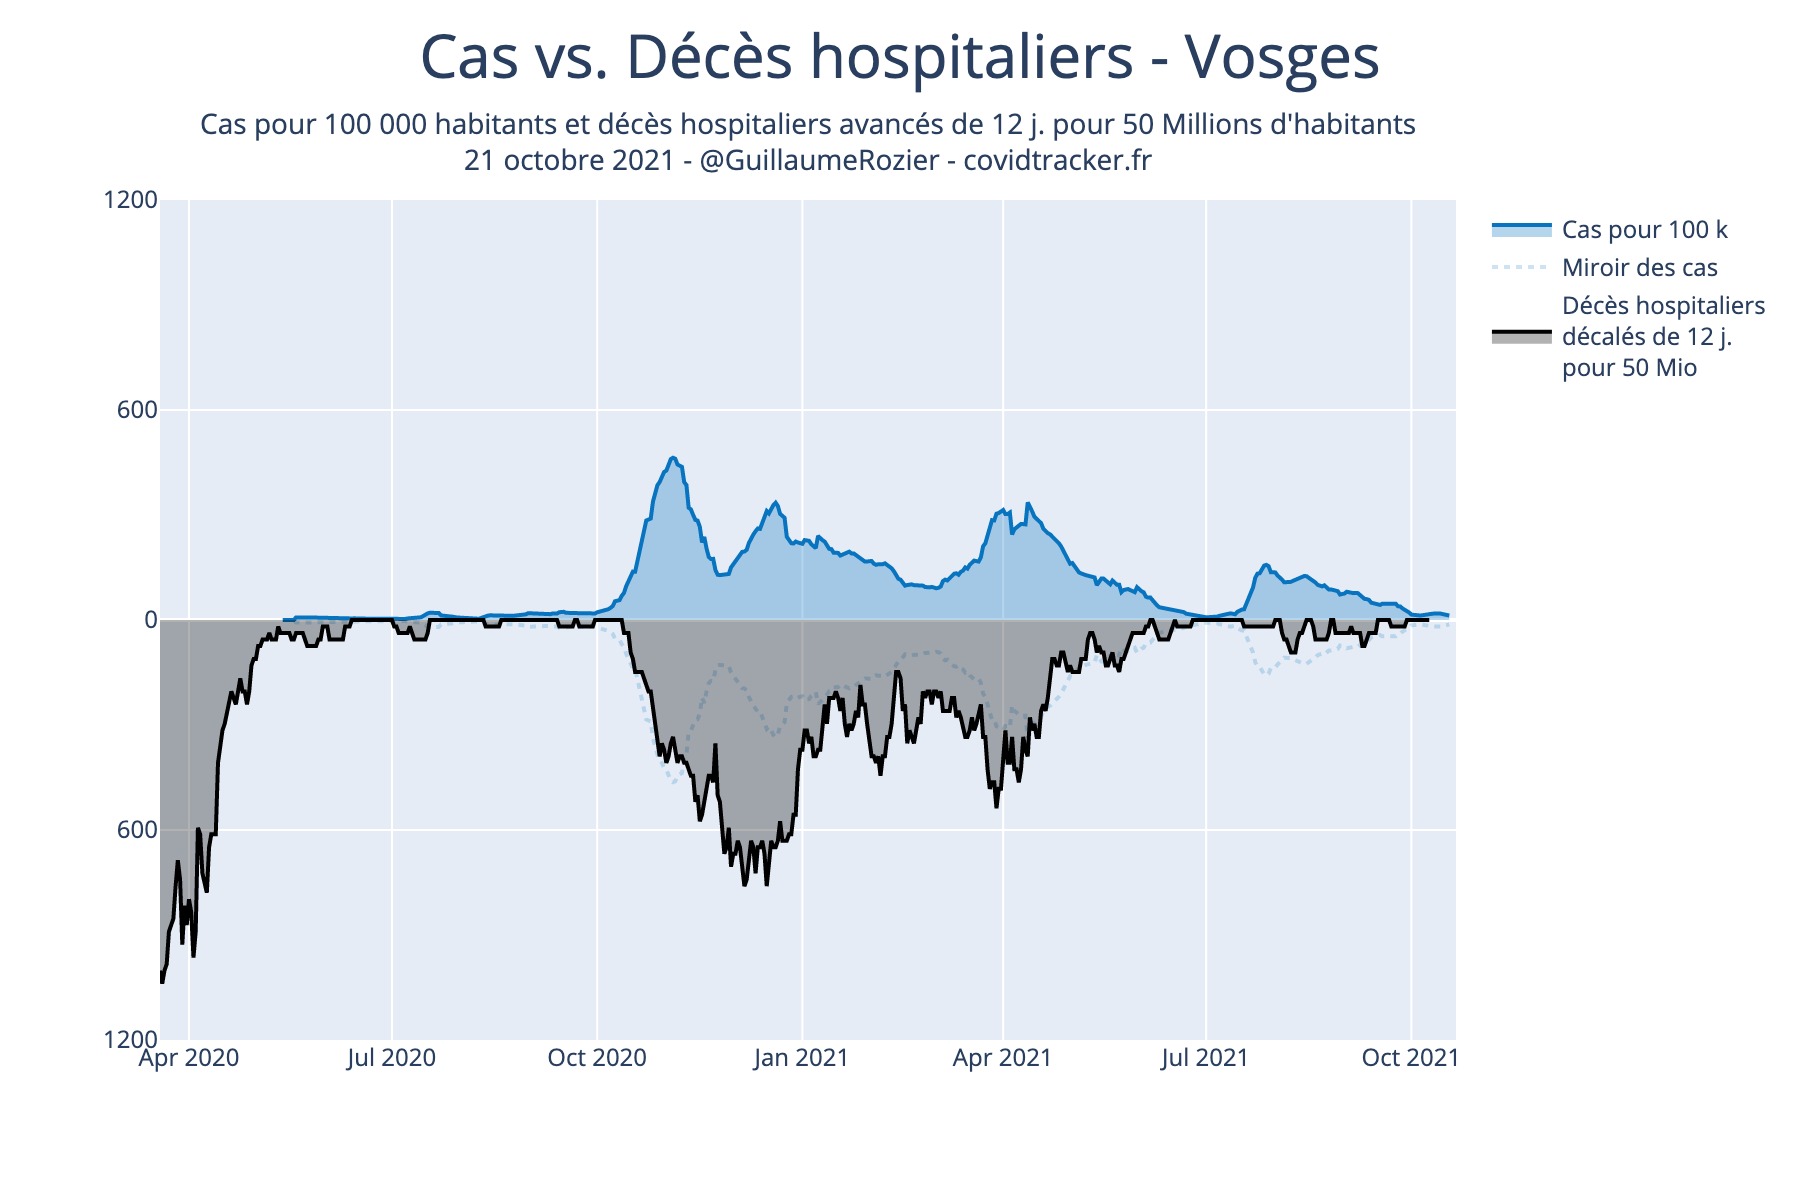 Cas vs. Décès hospitaliers - Vosges
Cas pour 100 000 habitants et décès hospitaliers avancés de 12 j. pour 50 Millions d'habitants
21 octobre 2021 - @GuillaumeRozier - covidtracker.fr
1200
600
0
600
1200
Apr 2020
Jul 2020
Oct 2020
Jan 2021
Apr 2021
Jul 2021
Oct 2021
Cas pour 100 k
Miroir des cas
Décès hospitaliers
décalés de 12 j.
pour 50 Mio